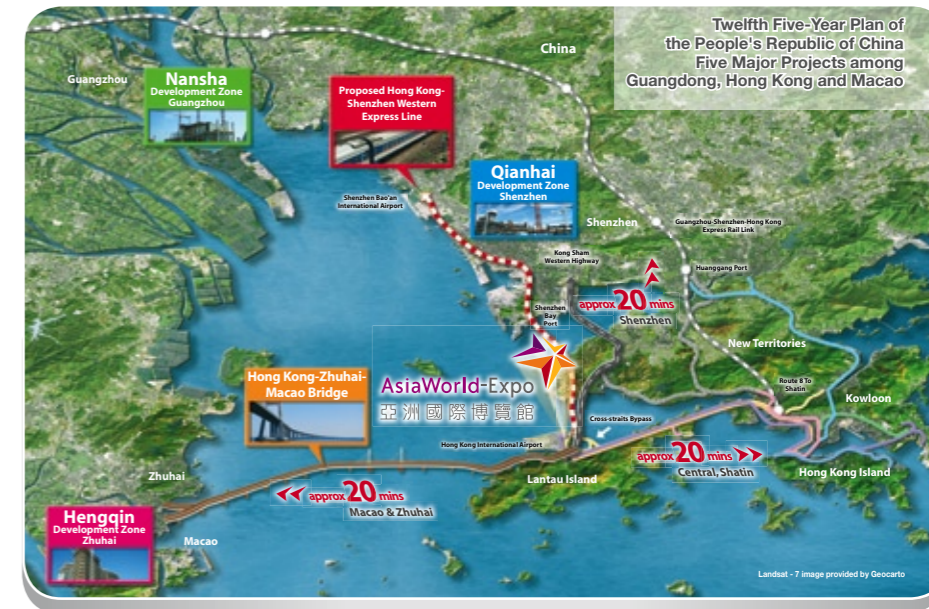 Twelfth Five-Year Plan of
the People's Republic of China
Five Major Projects among
Guangdong, Hong Kong and Macao
China
Guangzhou
Nansha
Development Zone
Guangzhou
Proposed Hong Kong-
Shenzhen Western
Express Line
Qianhai
Development Zone
Shenzhen
Shenzhen Bao'an
International Airport
Shenzhen
Guangzhou-Shenzhen-Hong Kong
Express Rail Link
Kong Sham
Western Highway
Huanggang Port
approx 20 mins
Shenzhen
Shenzhen
Bay
Port
New Territories
AsiaWorld-Expo
亞洲國際博覽館
Hong Kong-Zhuhai-
Macao Bridge
Route 8 To
Shatin
Kowloon
Cross-straits Bypass
Hong Kong International Airport
approx 20 mins
Central, Shatin
Hong Kong Island
Lantau Island
Zhuhai
approx 20 mins
Macao & Zhuhai
Hengqin
Development Zone
Zhuhai
Macao
Landsat - 7 image provided by Geocarto